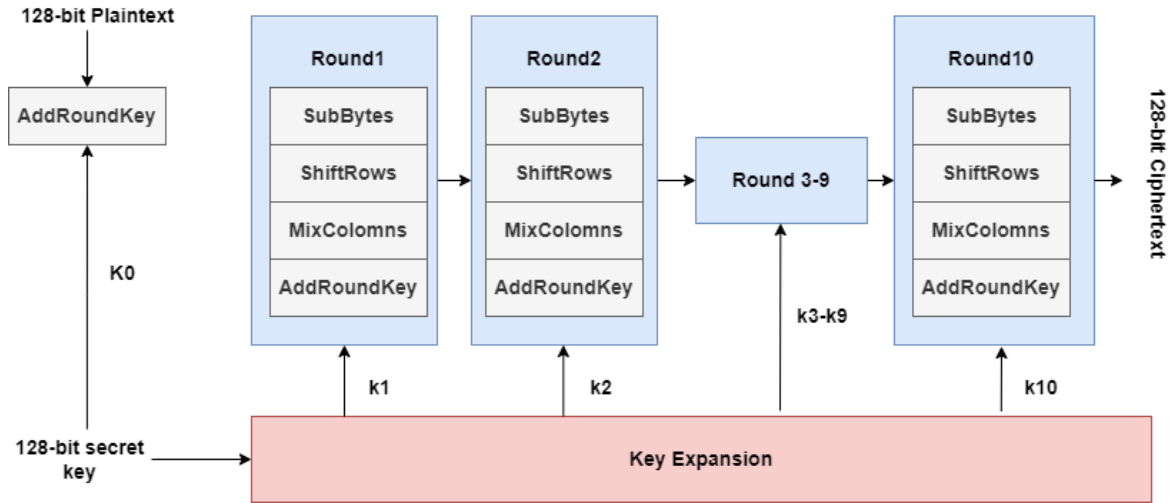 128-bit Plaintext
AddRoundKey
K0
128-bit secret
key
Round1
SubBytes
ShiftRows
MixColomns
AddRoundKey
k1
Round2
SubBytes
ShiftRows
MixColomns
AddRoundKey
k2
Round 3-9
k3-k9
Round10
SubBytes
ShiftRows
MixColomns
AddRoundKey
k10
128-bit Ciphertext
Key Expansion